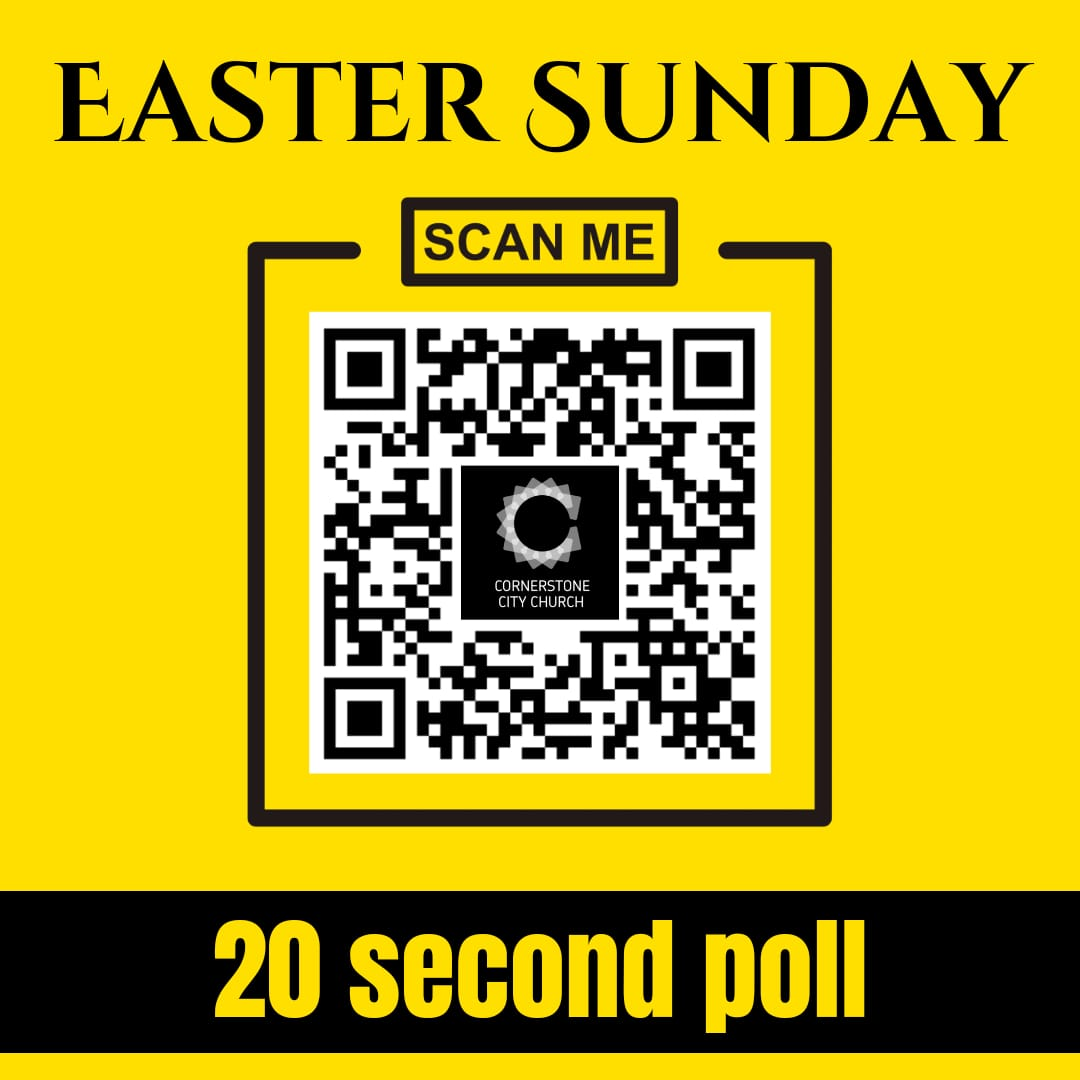 Easter Sunday
SCAN ME
CORNERSTONE
CITY CHURCH
20 second poll